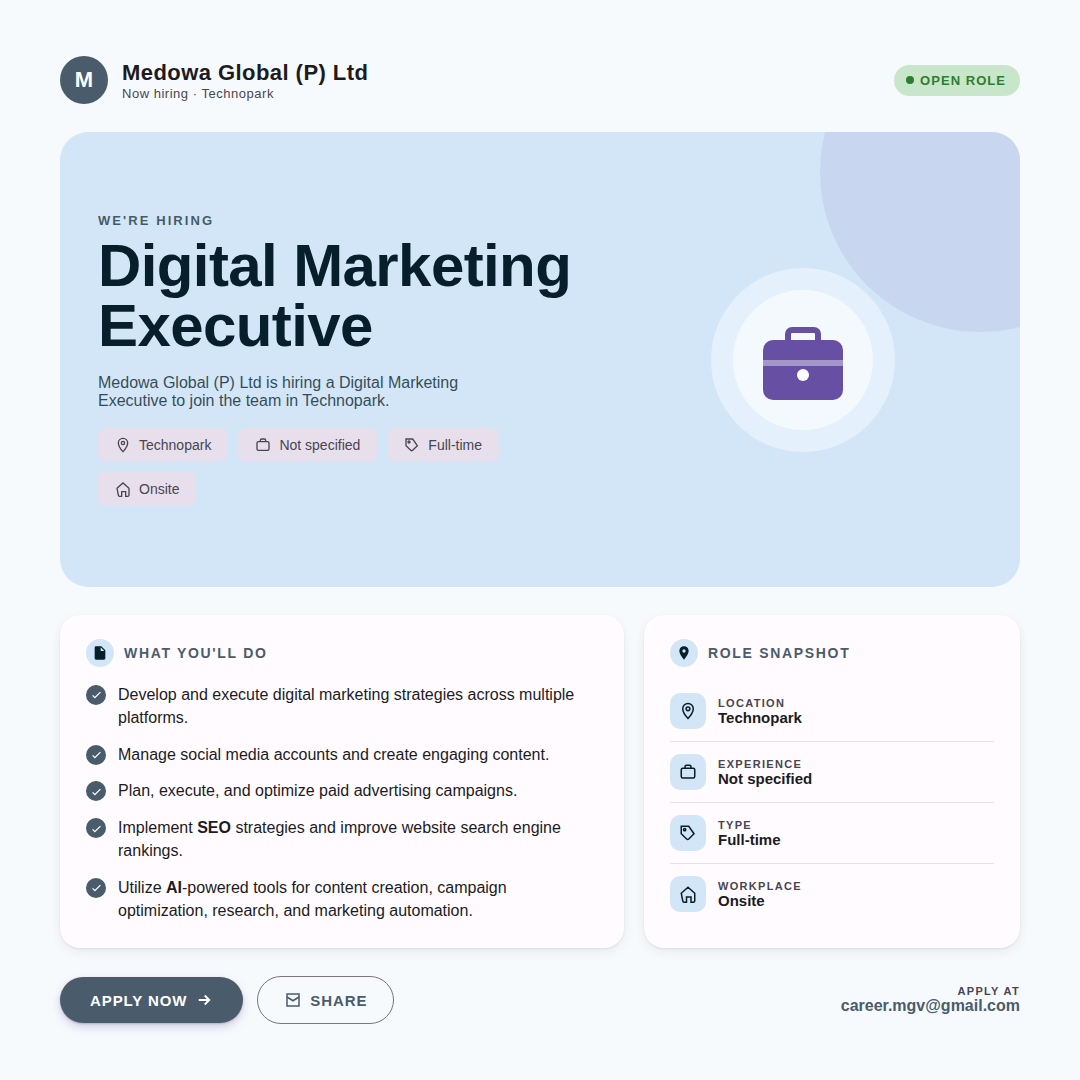 M
Medowa Global (P) Ltd
Now hiring · Technopark
OPEN ROLE
WE'RE HIRING
Digital Marketing
Executive
Medowa Global (P) Ltd is hiring a Digital Marketing
Executive to join the team in Technopark.
Technopark
Not specified
Full-time
Onsite
WHAT YOU'LL DO
Develop and execute digital marketing strategies across multiple
platforms.
Manage social media accounts and create engaging content.
Plan, execute, and optimize paid advertising campaigns.
Implement SEO strategies and improve website search engine
rankings.
Utilize AI-powered tools for content creation, campaign
optimization, research, and marketing automation.
ROLE SNAPSHOT
LOCATION
Technopark
EXPERIENCE
Not specified
TYPE
Full-time
WORKPLACE
Onsite
APPLY NOW
SHARE
APPLY AT
career.mgv@gmail.com